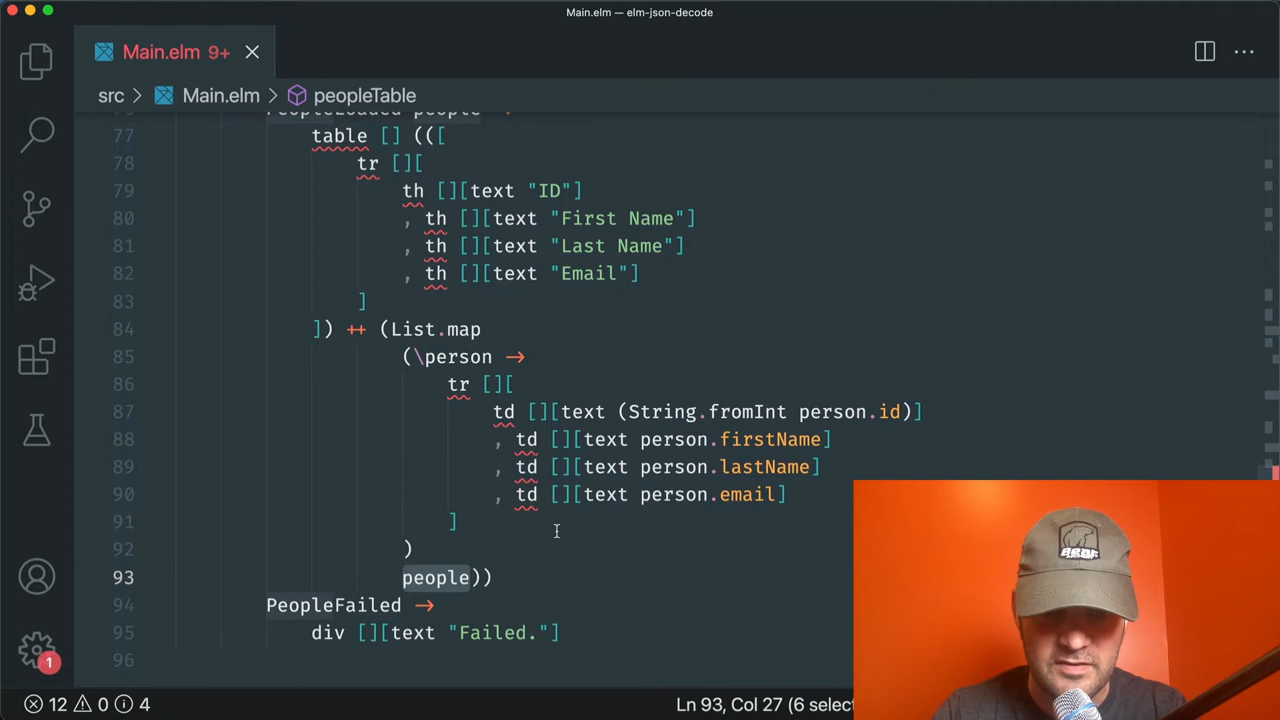 Main.elm — elm-json-decode
Main.elm 9+
src > Main.elm > peopleTable
PeopleLoaded people ->
77 table [] (([
78 tr [][
79 th [][text "ID"]
80 , th [][text "First Name"]
81 , th [][text "Last Name"]
82 , th [][text "Email"]
83 ]
84 ]) ++ (List.map
85 (\person ->
86 tr [][
87 td [][text (String.fromInt person.id)]
88 , td [][text person.firstName]
89 , td [][text person.lastName]
90 , td [][text person.email]
91 ]
92 )
93 people))
94 PeopleFailed ->
95 div [][text "Failed."]
96
1
12 0 4
Ln 93, Col 27 (6 selec